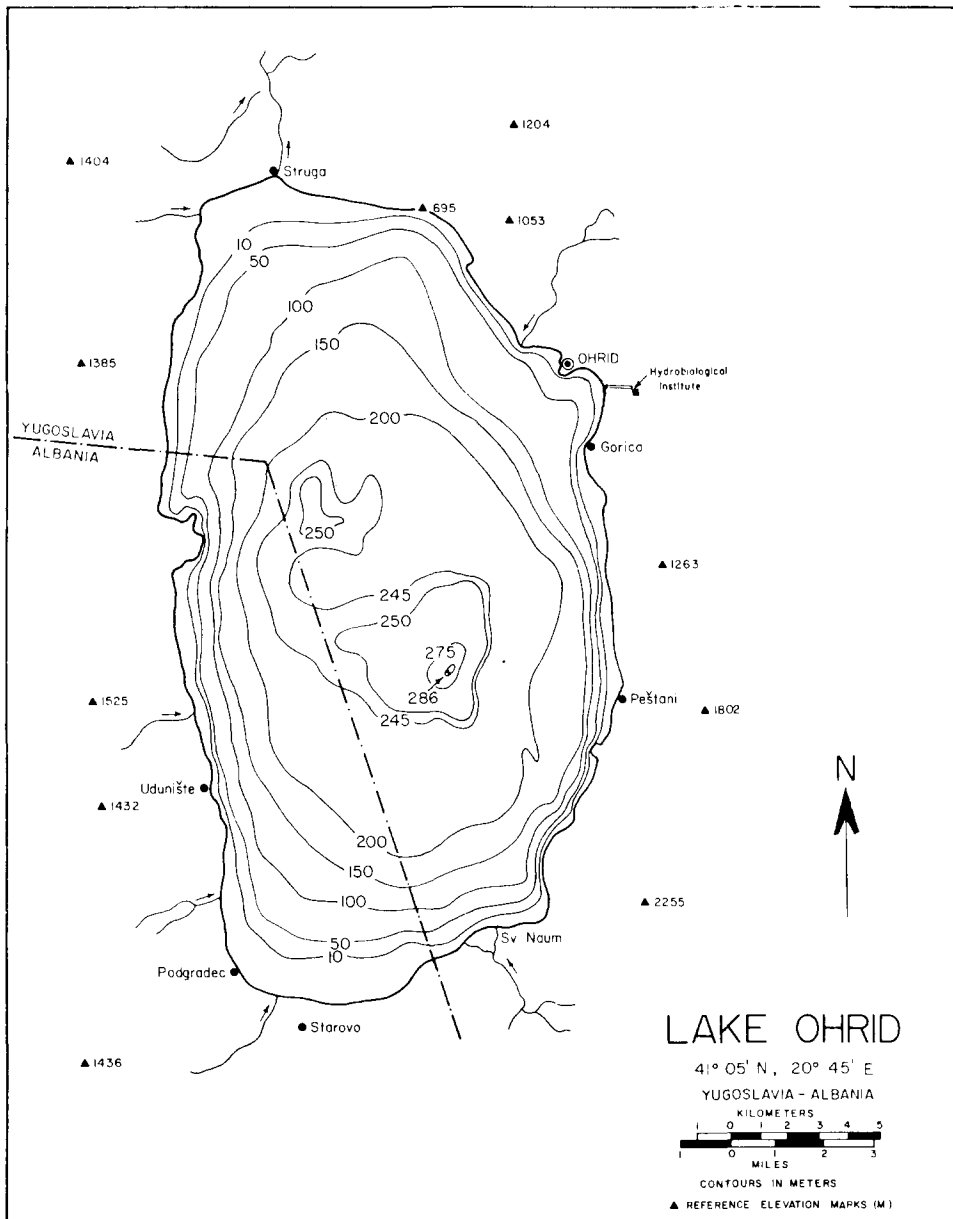 1204
1404
Struga
695
1053
10
50
100
OHRID
Hydrobiological
Institute
150
1385
200
YUGOSLAVIA
ALBANIA
Gorica
250
1263
245
250
275
286
Peštani
1525
245
1802
Udunište
1432
200
150
100
2255
50
Sv Naum
10
Podgradec
Starovo
1436
N
LAKE OHRID
41° 05' N, 20° 45' E
YUGOSLAVIA - ALBANIA
KILOMETERS
1 0 1 2 3 4 5
1 0 1 2 3
MILES
CONTOURS IN METERS
▲ REFERENCE ELEVATION MARKS (M)